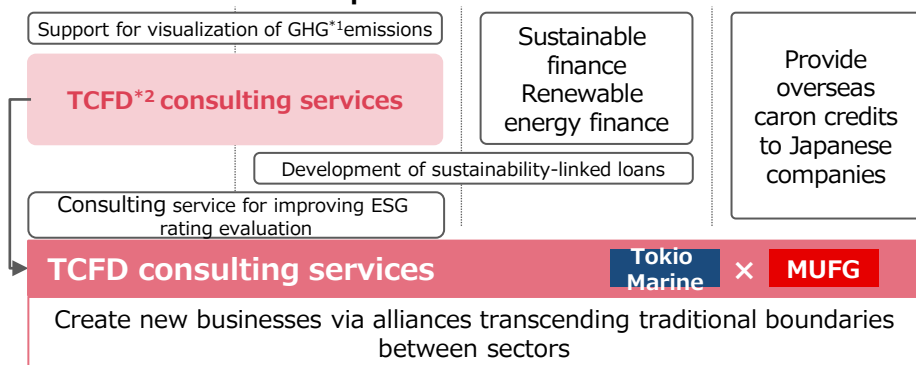 Support for visualization of GHG*1emissions
TCFD*2 consulting services
Sustainable
finance
Renewable
energy finance
Provide
overseas
caron credits
to Japanese
companies
Development of sustainability-linked loans
Consulting service for improving ESG
rating evaluation
TCFD consulting services
Tokio
Marine
×
MUFG
Create new businesses via alliances transcending traditional boundaries
between sectors